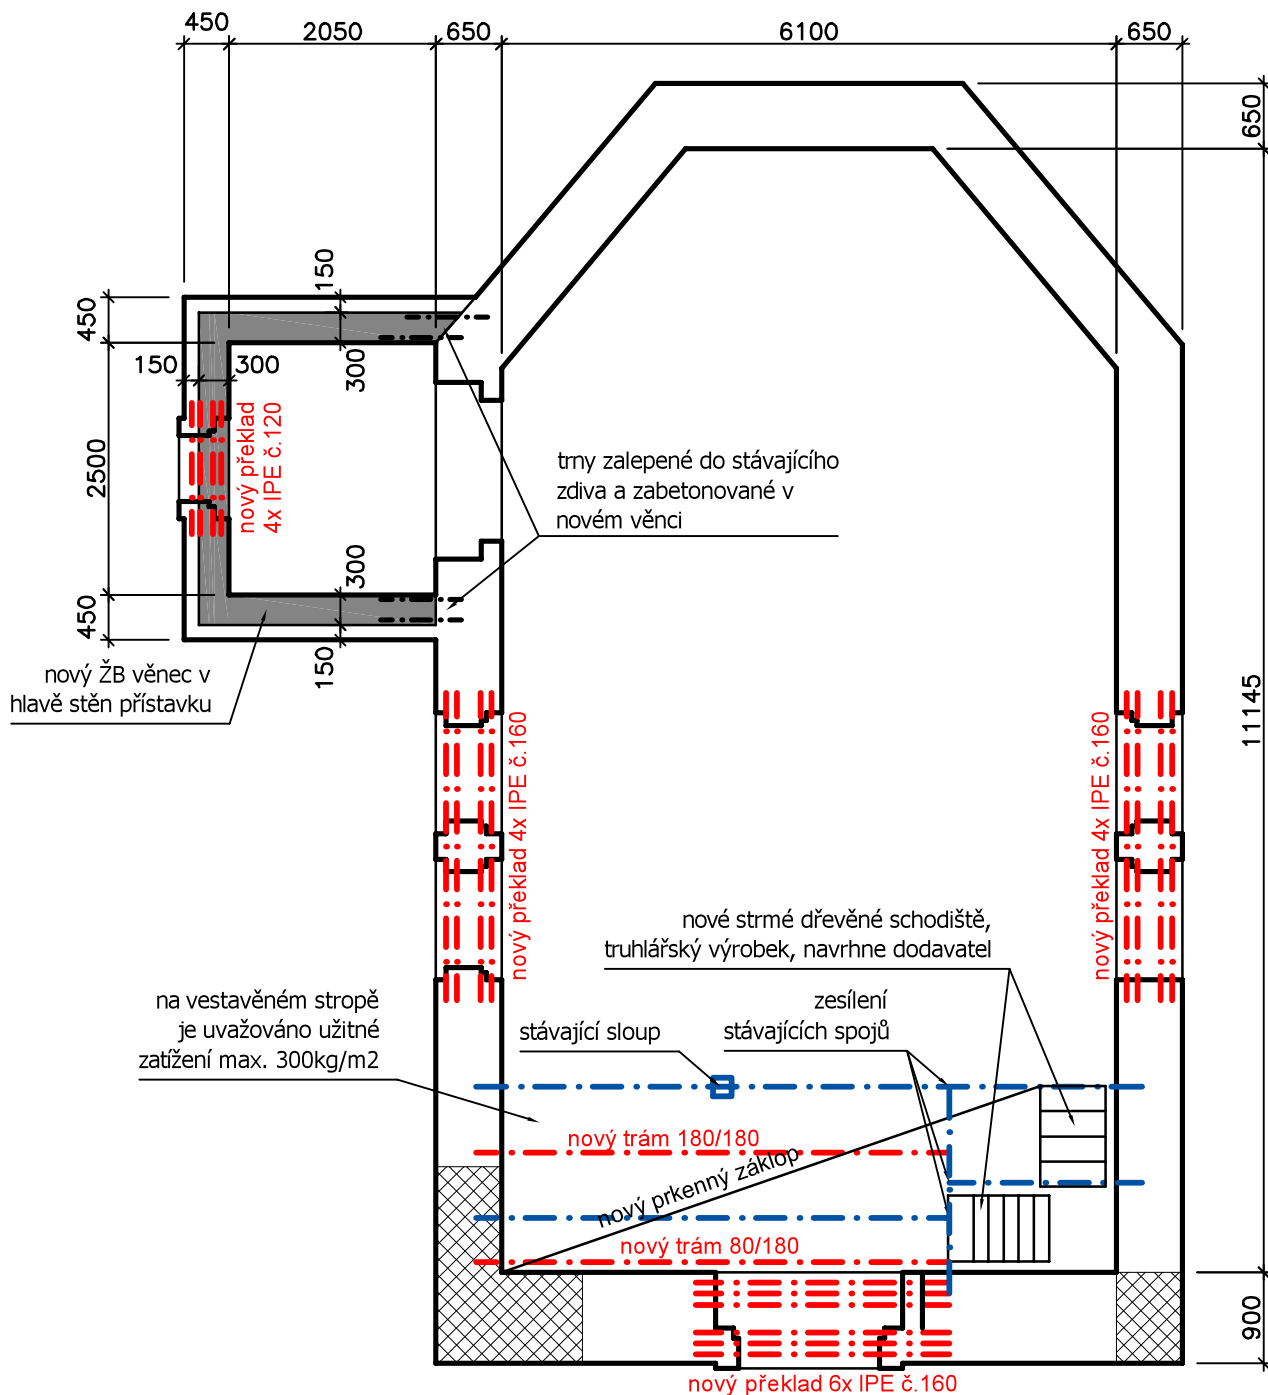 450
2050
650
6100
650
650
150
450
150
300
300
nový překlad
4x IPE č.120
2500
trny zalepené do stávajícího
zdiva a zabetonované v
novém věnci
300
450
150
nový ŽB věnec v
hlavě stěn přístavku
11145
nový překlad 4x IPE č.160
nový překlad 4x IPE č.160
nové strmé dřevěné schodiště,
truhlářský výrobek, navrhne dodavatel
na vestavěném stropě
je uvažováno užitné
zatížení max. 300kg/m2
stávající sloup
zesílení
stávajících spojů
nový trám 180/180
nový prkenný záklop
nový trám 80/180
900
nový překlad 6x IPE č.160